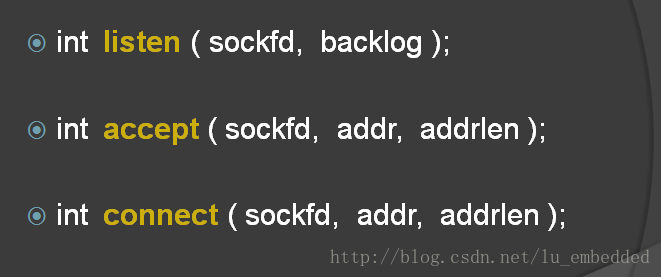 int listen ( sockfd, backlog );
int accept ( sockfd, addr, addrlen );
int connect ( sockfd, addr, addrlen );
http://blog.csdn.net/lu_embedded